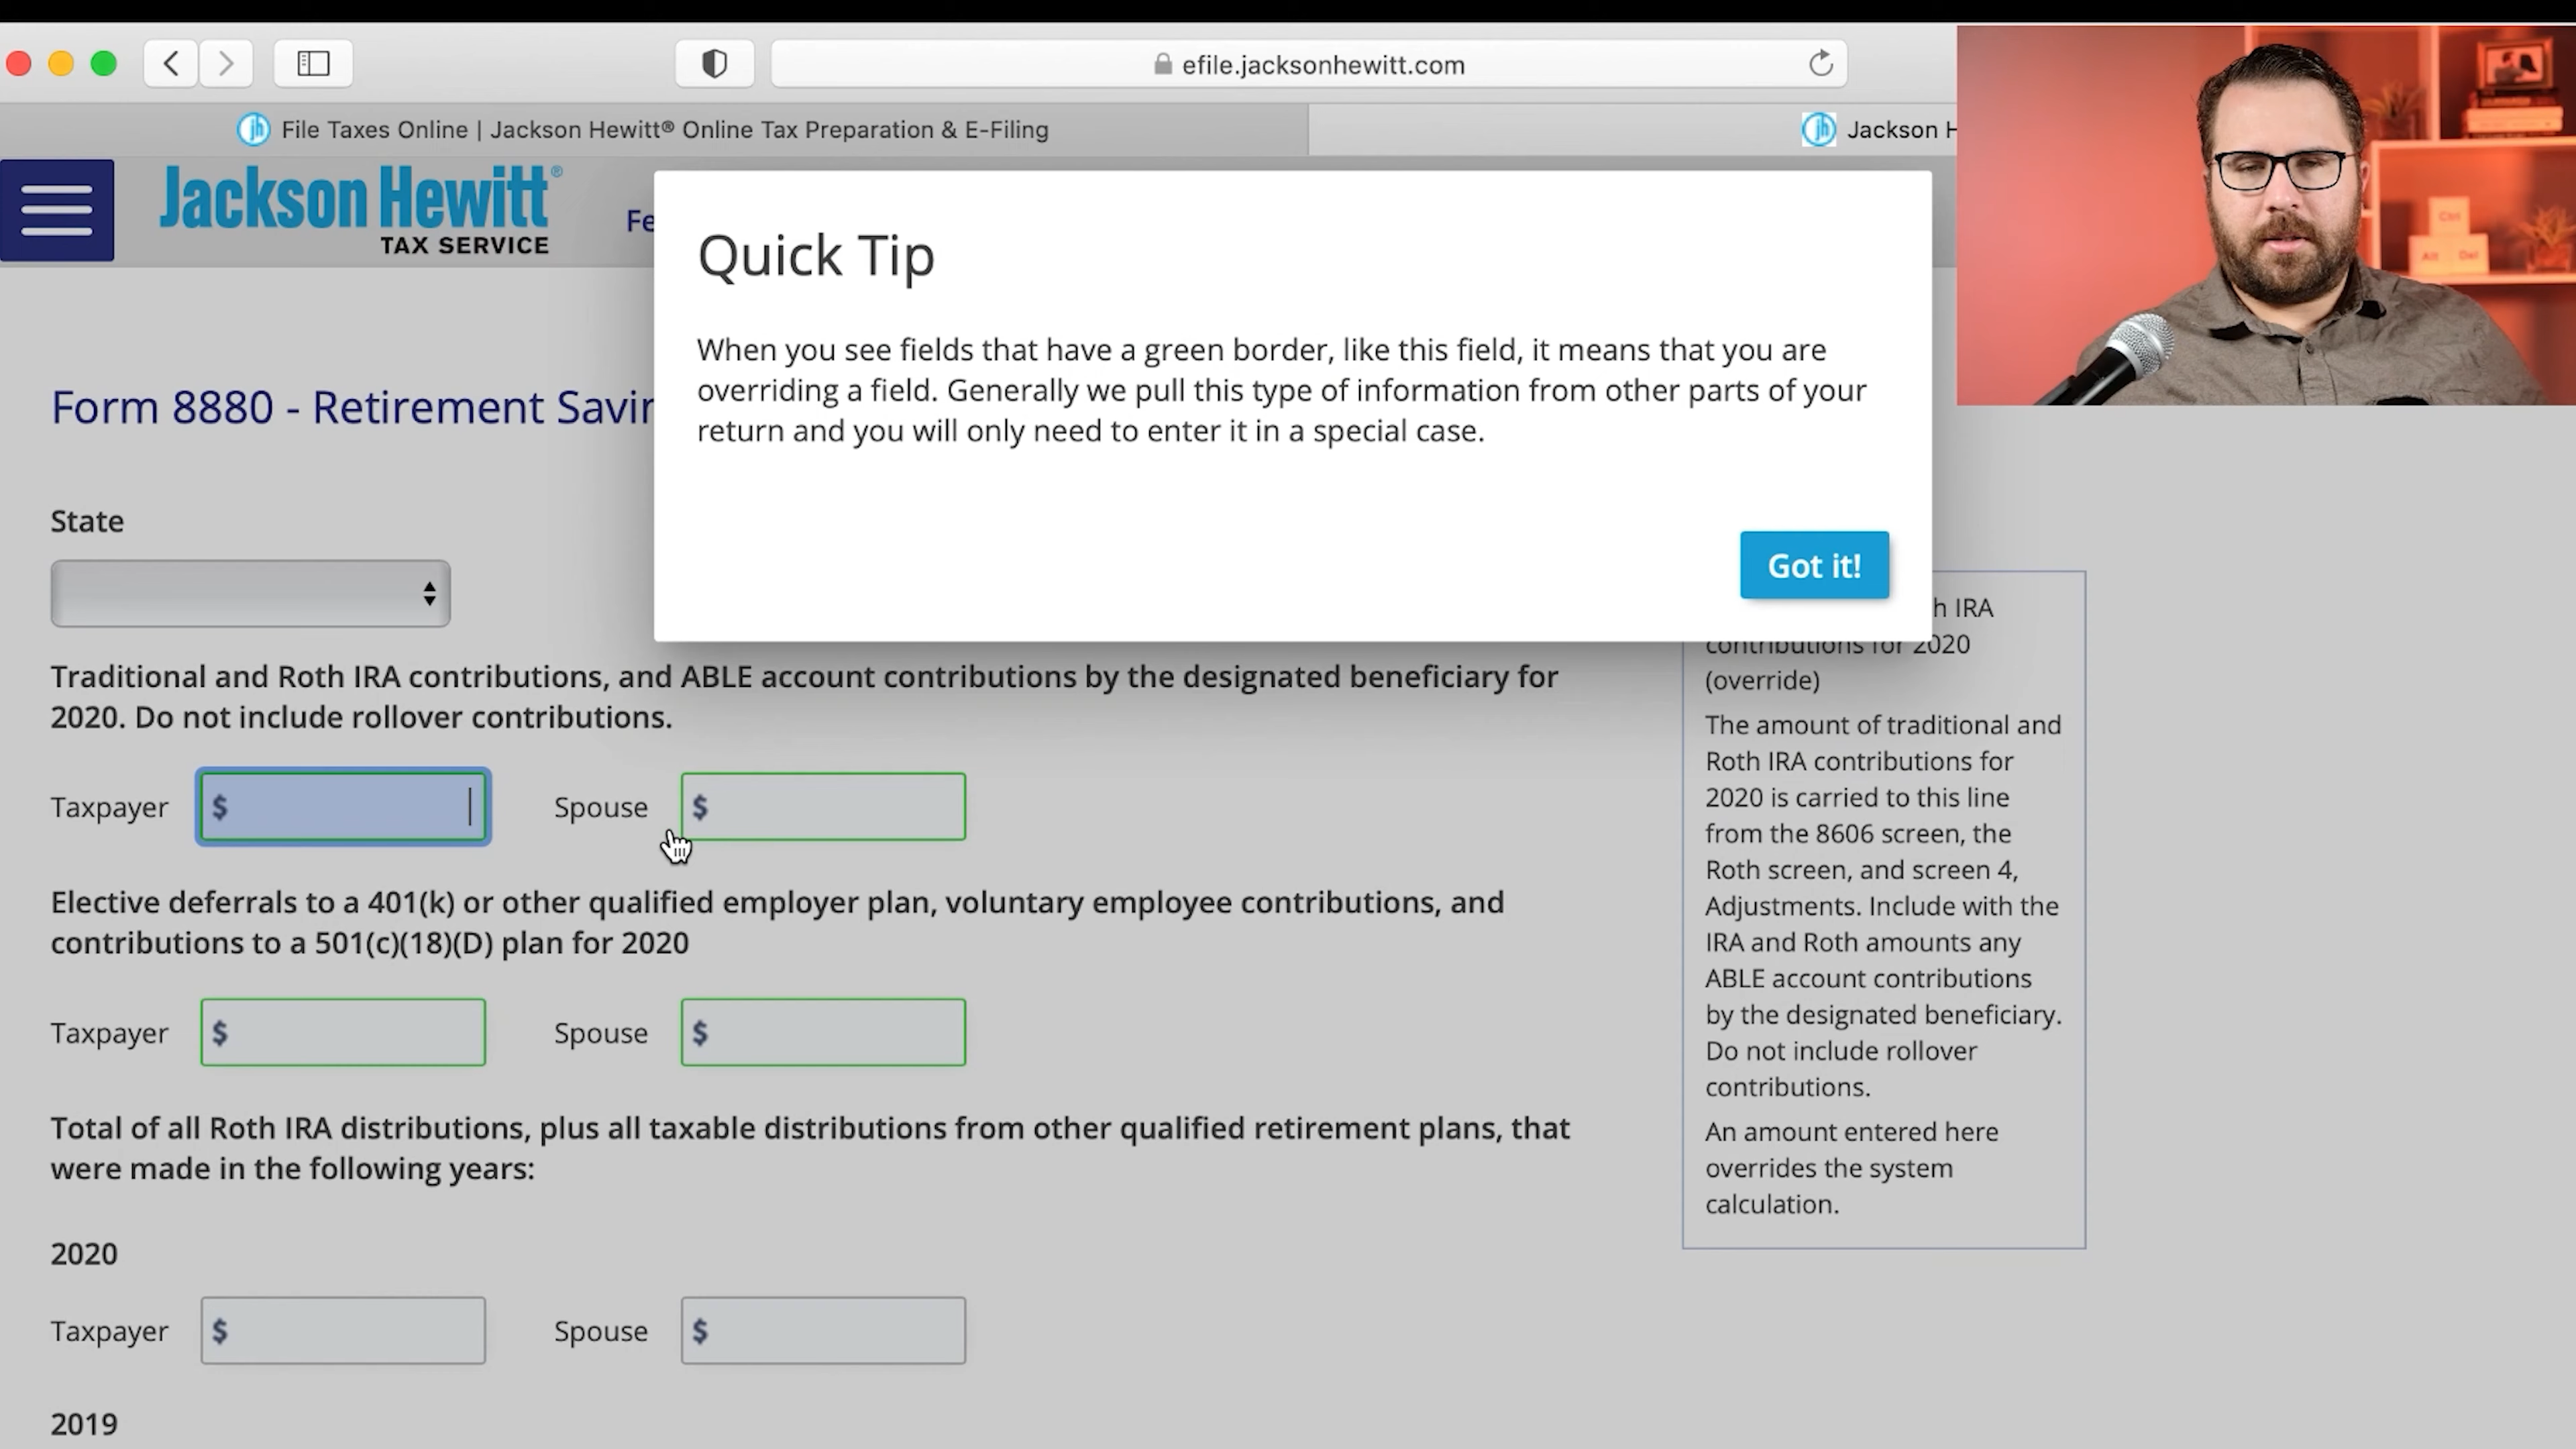 efile.jacksonhewitt.com
File Taxes Online | Jackson Hewitt® Online Tax Preparation & E-Filing
Jackson H
Jackson Hewitt®
TAX SERVICE
Fe
Quick Tip
When you see fields that have a green border, like this field, it means that you are
overriding a field. Generally we pull this type of information from other parts of your
return and you will only need to enter it in a special case.
Got it!
Form 8880 - Retirement Savin
State
Traditional and Roth IRA contributions, and ABLE account contributions by the designated beneficiary for
2020. Do not include rollover contributions.
Taxpayer $ Spouse $
Elective deferrals to a 401(k) or other qualified employer plan, voluntary employee contributions, and
contributions to a 501(c)(18)(D) plan for 2020
Taxpayer $ Spouse $
Total of all Roth IRA distributions, plus all taxable distributions from other qualified retirement plans, that
were made in the following years:
2020
Taxpayer $ Spouse $
2019
h IRA
contributions for 2020
(override)
The amount of traditional and
Roth IRA contributions for
2020 is carried to this line
from the 8606 screen, the
Roth screen, and screen 4,
Adjustments. Include with the
IRA and Roth amounts any
ABLE account contributions
by the designated beneficiary.
Do not include rollover
contributions.
An amount entered here
overrides the system
calculation.
Ctrl
Alt
Del